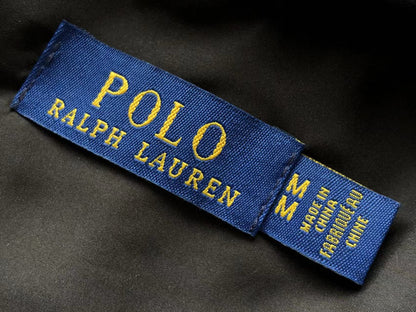 POLO
RALPH LAUREN
M
M
MADE IN
CHINA
FABRIQUÉ AU
CHINE